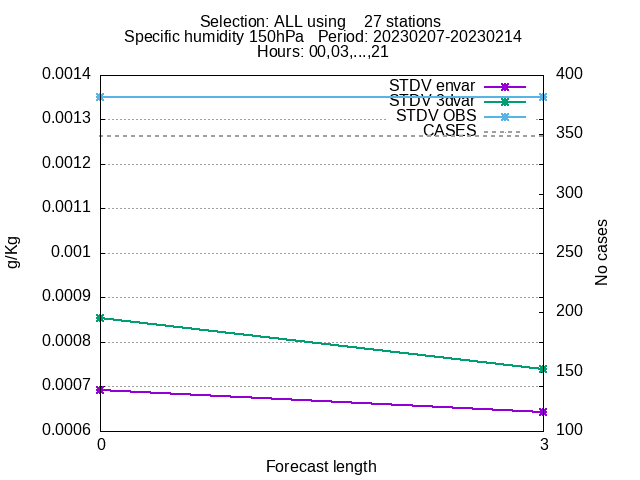 Selection: ALL using    27 stations
Specific humidity 150hPa   Period: 20230207-20230214
Hours: 00,03,...,21
STDV envar
STDV 3dvar
STDV OBS
CASES
0.0014
0.0013
0.0012
0.0011
0.001
0.0009
0.0008
0.0007
0.0006
g/Kg
400
350
300
250
200
150
100
No cases
0
3
Forecast length